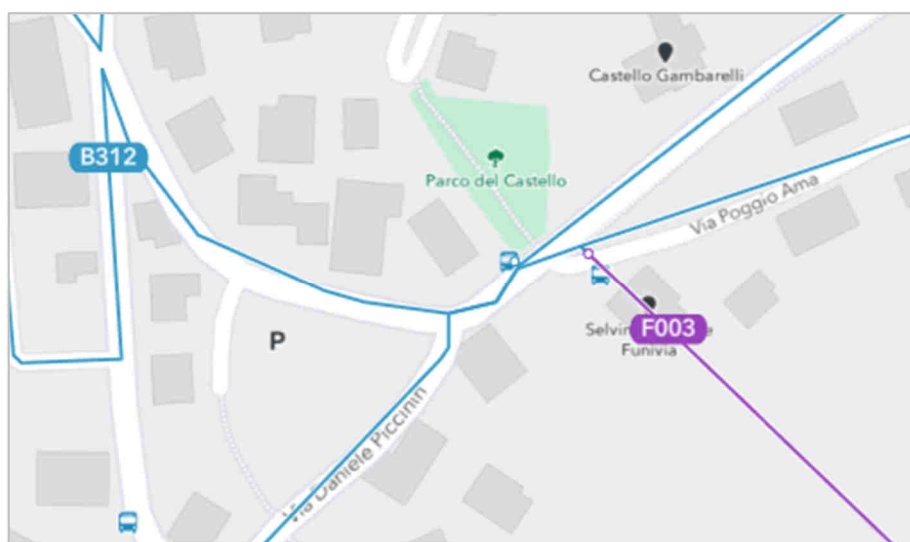 Castello Gambarelli
B312
Parco del Castello
Via Poggio Ama
F003
Funivia
P
Via Daniele Piccinin